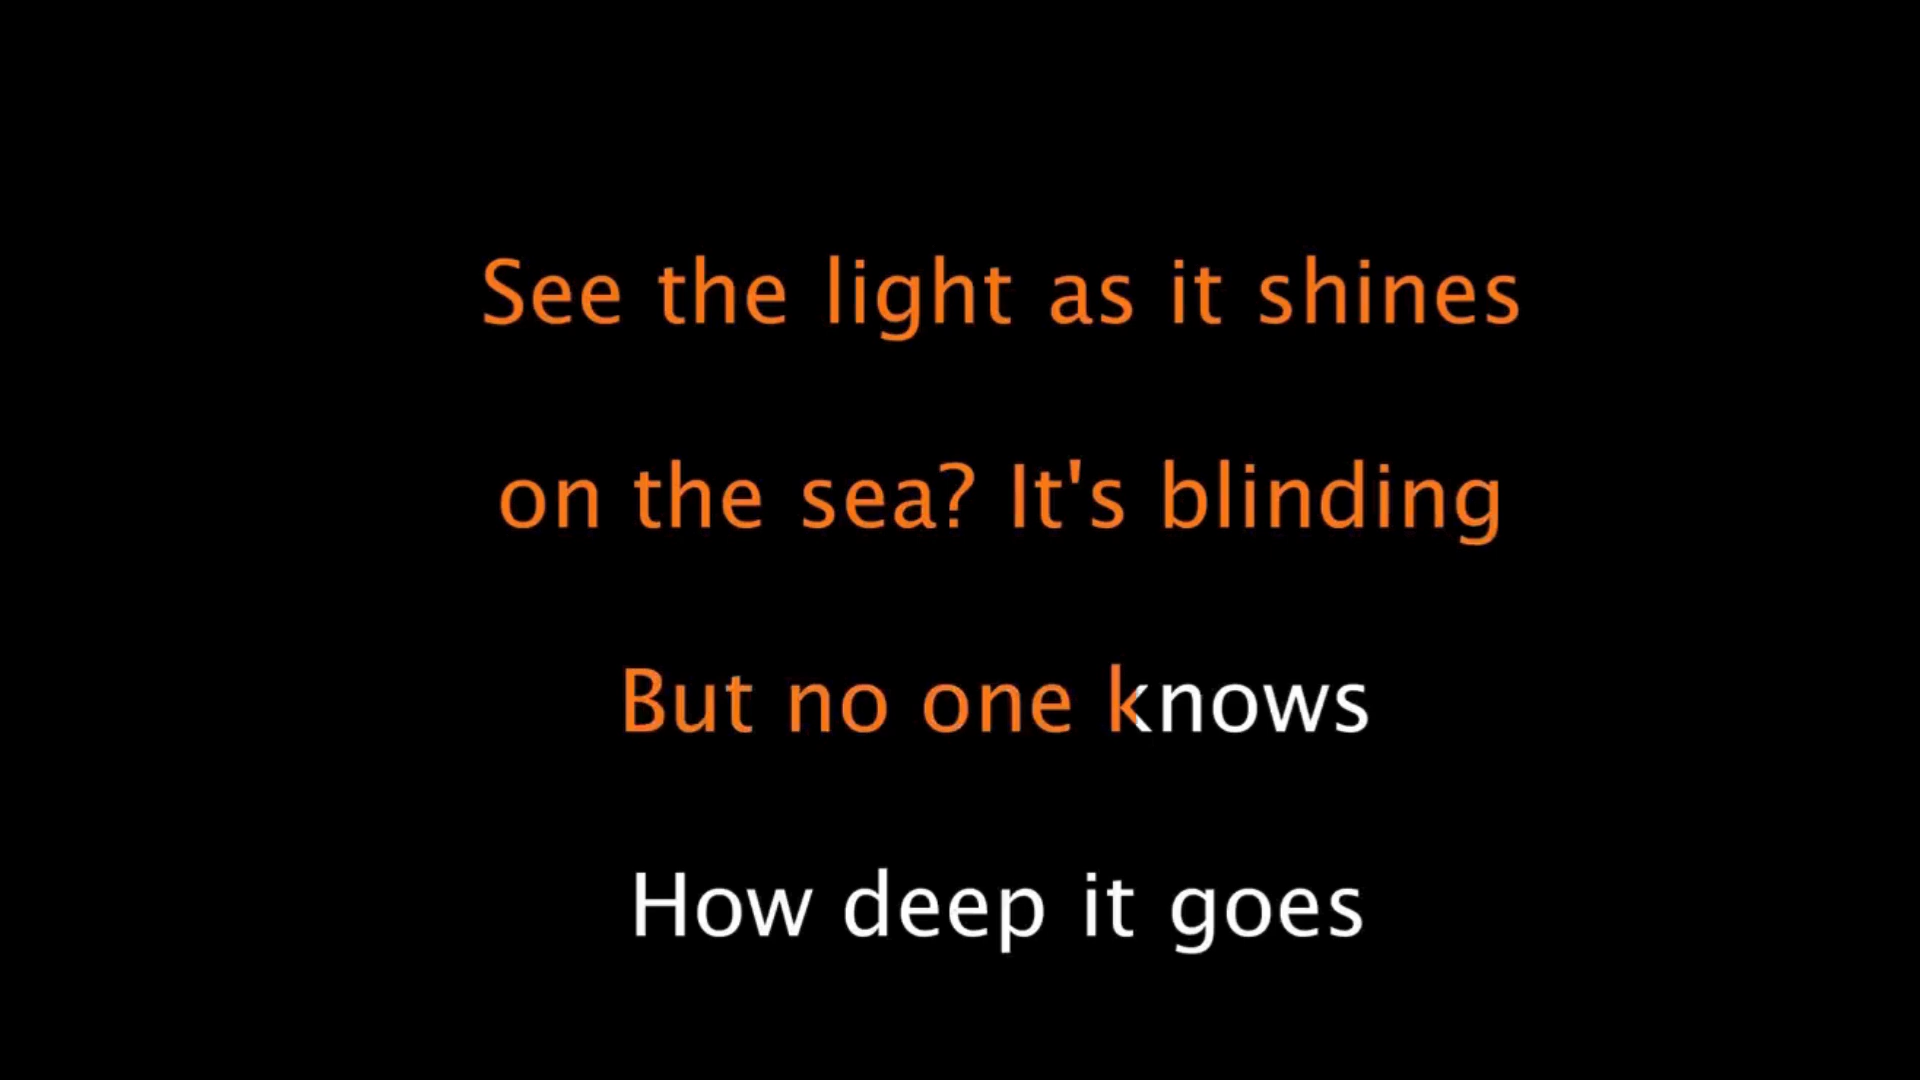 See the light as it shines
on the sea? It's blinding
But no one knows
How deep it goes